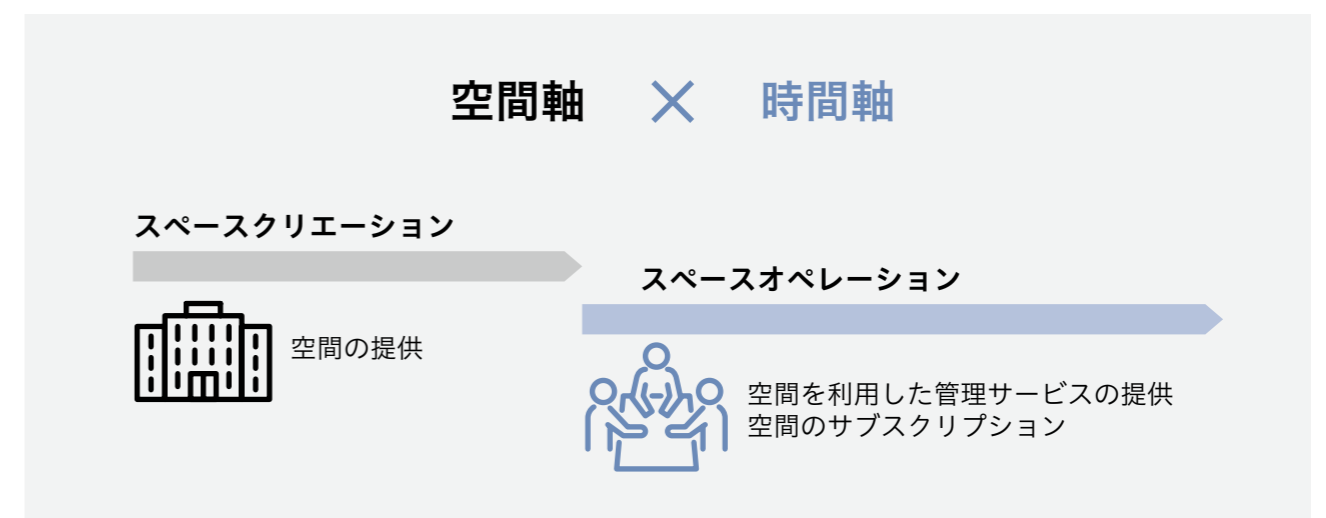 空間軸 × 時間軸
スペースクリエーション
空間の提供
スペースオペレーション
空間を利用した管理サービスの提供
空間のサブスクリプション